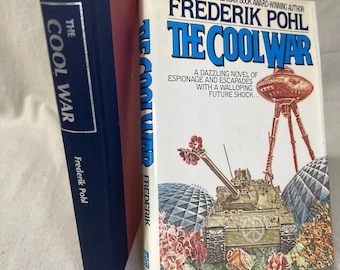 THE
COOL WAR
Frederik Pohl
THE COOL WAR
FREDERIK
BOOK AWARD-WINNING AUTHOR
FREDERIK POHL
THE COOL WAR
A DAZZLING NOVEL OF
ESPIONAGE AND ESCAPADES
WITH A WALLOPING
FUTURE SHOCK...